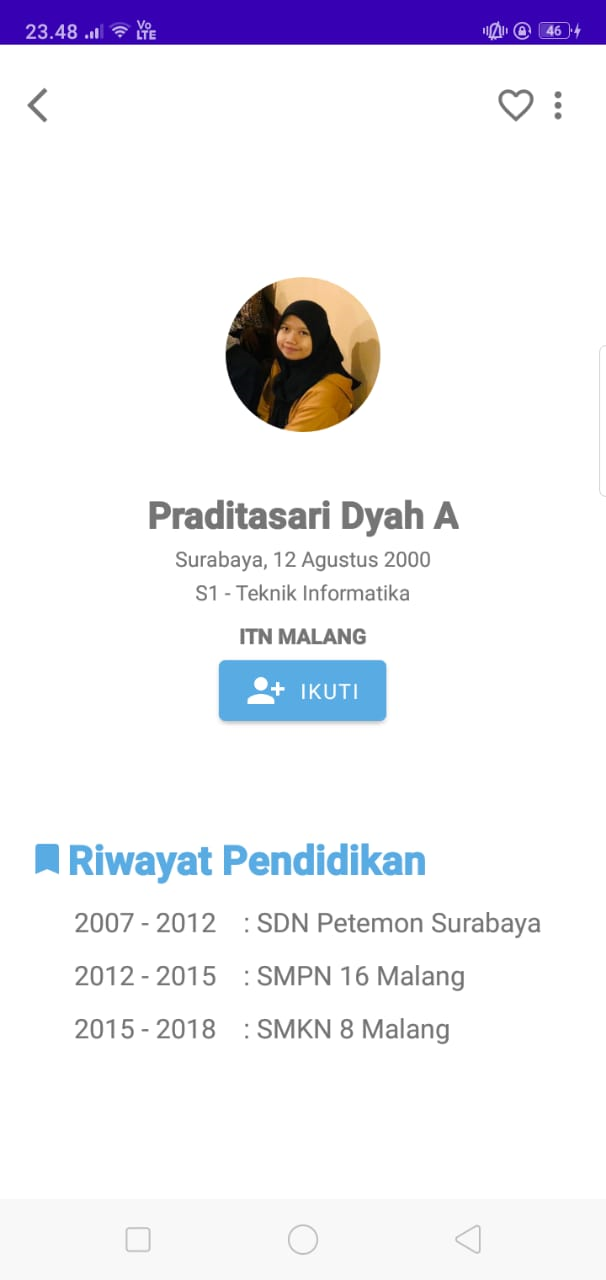 23.48 Vo LTE 46
Praditasari Dyah A
Surabaya, 12 Agustus 2000
S1 - Teknik Informatika
ITN MALANG
IKUTI
Riwayat Pendidikan
2007 - 2012 : SDN Petemon Surabaya
2012 - 2015 : SMPN 16 Malang
2015 - 2018 : SMKN 8 Malang